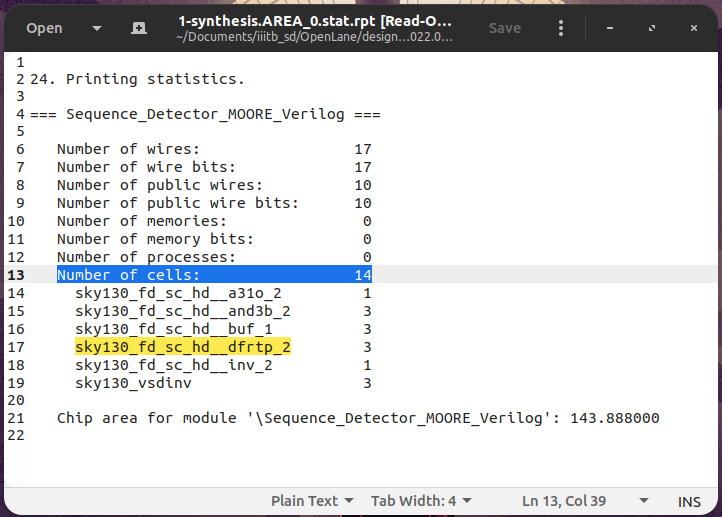 Open
1-synthesis.AREA_0.stat.rpt [Read-O...
~/Documents/iiitb_sd/OpenLane/design...022.0...
Save
1
2 24. Printing statistics.
3
4 === Sequence_Detector_MOORE_Verilog ===
5
6 Number of wires: 17
7 Number of wire bits: 17
8 Number of public wires: 10
9 Number of public wire bits: 10
10 Number of memories: 0
11 Number of memory bits: 0
12 Number of processes: 0
13 Number of cells: 14
14 sky130_fd_sc_hd__a31o_2 1
15 sky130_fd_sc_hd__and3b_2 3
16 sky130_fd_sc_hd__buf_1 3
17 sky130_fd_sc_hd__dfrtp_2 3
18 sky130_fd_sc_hd__inv_2 1
19 sky130_vsdinv 3
20
21 Chip area for module '\Sequence_Detector_MOORE_Verilog': 143.888000
22
Plain Text Tab Width: 4 Ln 13, Col 39 INS